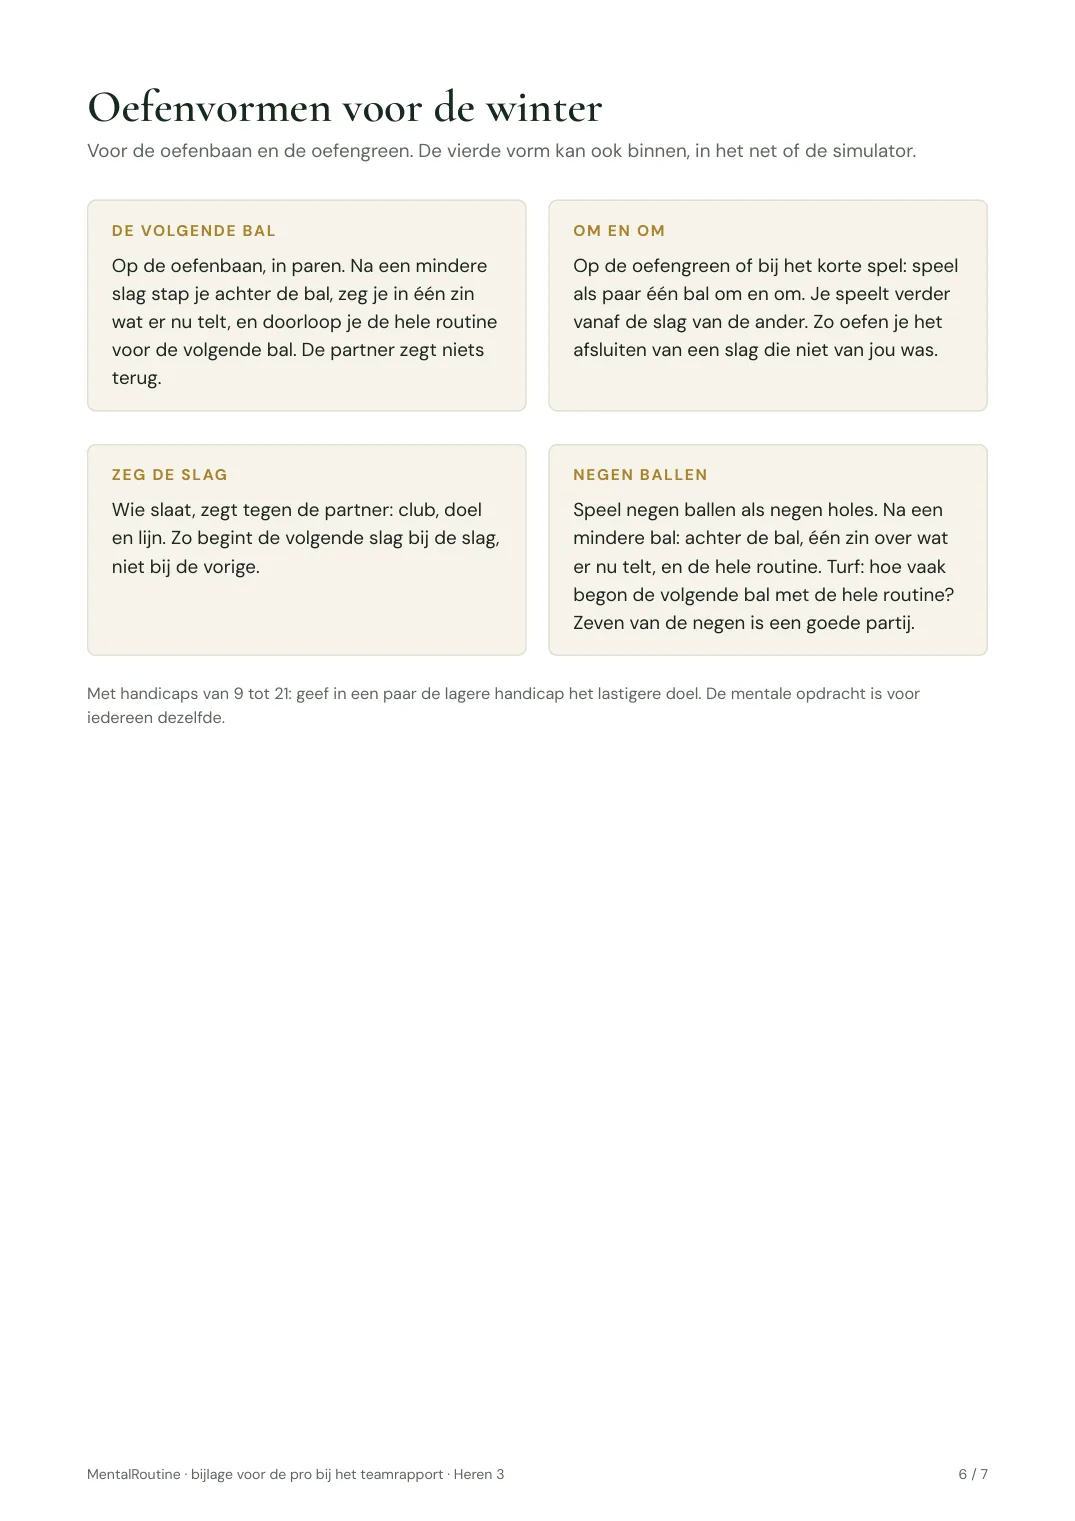 Oefenvormen voor de winter
Voor de oefenbaan en de oefengreen. De vierde vorm kan ook binnen, in het net of de simulator.
DE VOLGENDE BAL
Op de oefenbaan, in paren. Na een mindere
slag stap je achter de bal, zeg je in één zin
wat er nu telt, en doorloop je de hele routine
voor de volgende bal. De partner zegt niets
terug.
OM EN OM
Op de oefengreen of bij het korte spel: speel
als paar één bal om en om. Je speelt verder
vanaf de slag van de ander. Zo oefen je het
afsluiten van een slag die niet van jou was.
ZEG DE SLAG
Wie slaat, zegt tegen de partner: club, doel
en lijn. Zo begint de volgende slag bij de slag,
niet bij de vorige.
NEGEN BALLEN
Speel negen ballen als negen holes. Na een
mindere bal: achter de bal, één zin over wat
er nu telt, en de hele routine. Turf: hoe vaak
begon de volgende bal met de hele routine?
Zeven van de negen is een goede partij.
Met handicaps van 9 tot 21: geef in een paar de lagere handicap het lastigere doel. De mentale opdracht is voor
iedereen dezelfde.
MentalRoutine · bijlage voor de pro bij het teamrapport · Heren 3
6 / 7